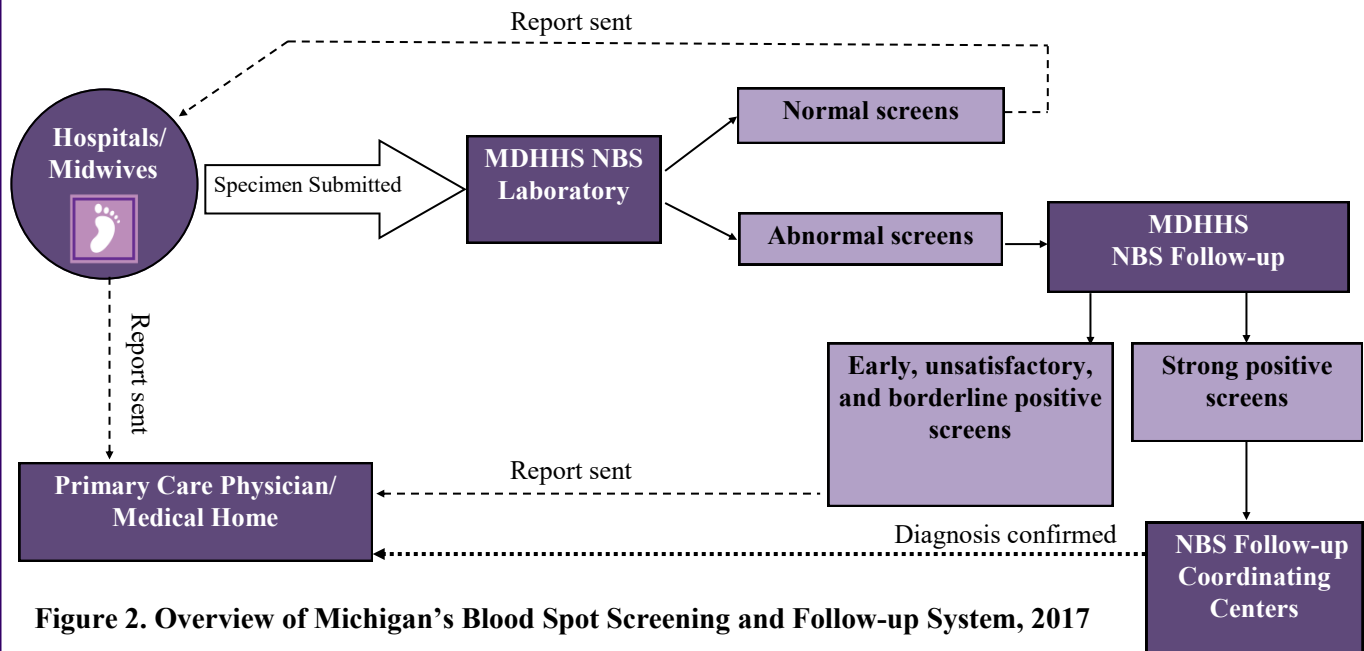 Report sent
Hospitals/
Midwives
Specimen Submitted
MDHHS NBS
Laboratory
Normal screens
Abnormal screens
MDHHS
NBS Follow-up
Report sent
Early, unsatisfactory,
and borderline positive
screens
Strong positive
screens
Primary Care Physician/
Medical Home
Report sent
Diagnosis confirmed
NBS Follow-up
Coordinating
Centers
Figure 2. Overview of Michigan’s Blood Spot Screening and Follow-up System, 2017